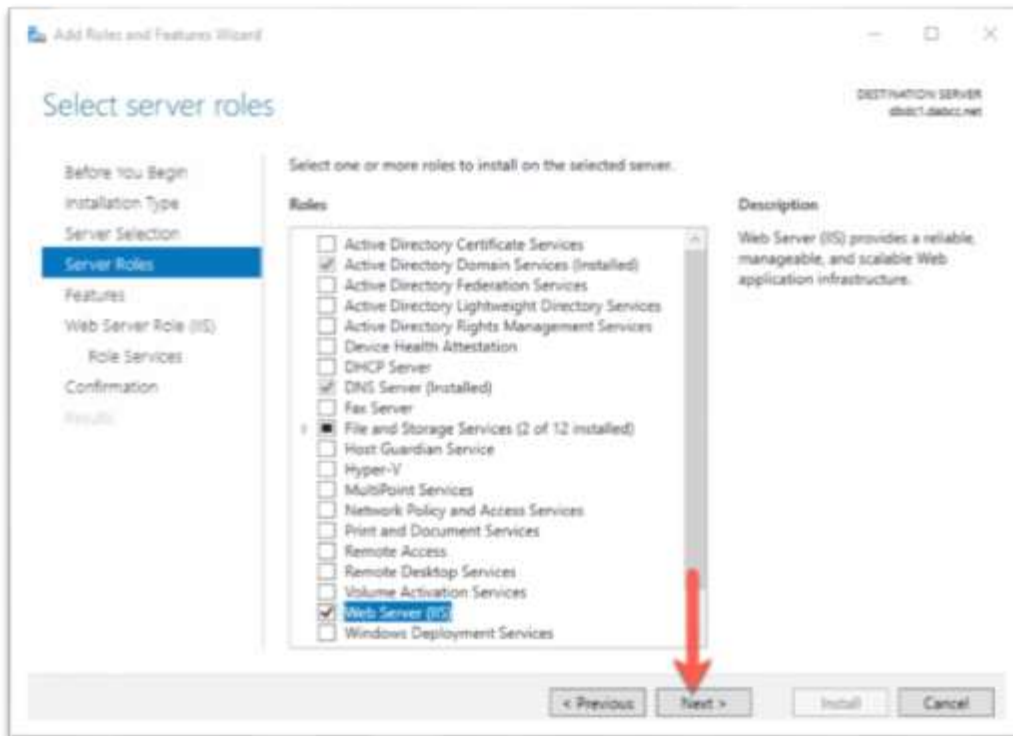 Add Roles and Features Wizard
Select server roles
DESTINATION SERVER
dbdc1.dabcc.net
Before You Begin
Installation Type
Server Selection
Server Roles
Features
Web Server Role (IIS)
Role Services
Confirmation
Results
Select one or more roles to install on the selected server.
Roles
Active Directory Certificate Services
Active Directory Domain Services (Installed)
Active Directory Federation Services
Active Directory Lightweight Directory Services
Active Directory Rights Management Services
Device Health Attestation
DHCP Server
DNS Server (Installed)
Fax Server
File and Storage Services (2 of 12 installed)
Host Guardian Service
Hyper-V
MultiPoint Services
Network Policy and Access Services
Print and Document Services
Remote Access
Remote Desktop Services
Volume Activation Services
Web Server (IIS)
Windows Deployment Services
Description
Web Server (IIS) provides a reliable,
manageable, and scalable Web
application infrastructure.
< Previous
Next >
Install
Cancel